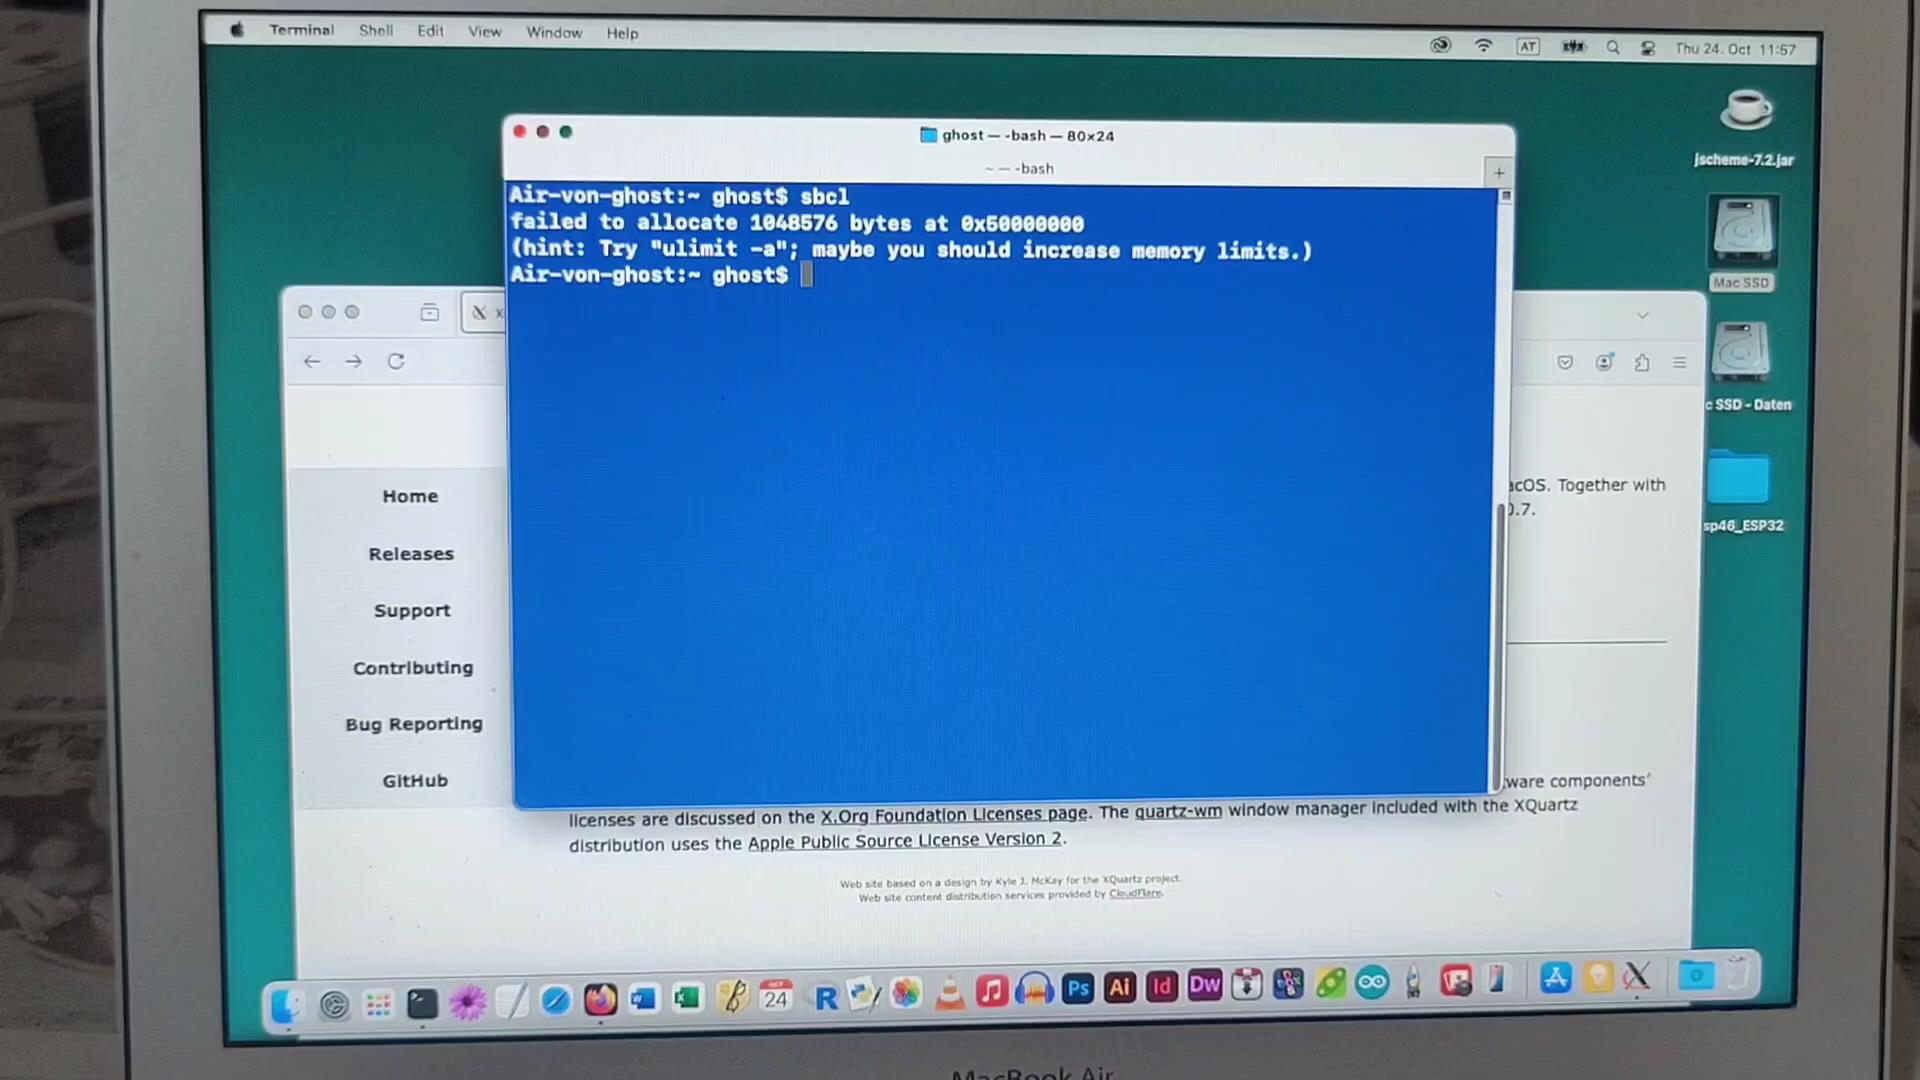 Terminal Shell Edit View Window Help
AT Thu 24. Oct 11:57
ghost — -bash — 80×24
~ — -bash
Air-von-ghost:~ ghost$ sbcl
failed to allocate 1048576 bytes at 0x50000000
(hint: Try "ulimit -a"; maybe you should increase memory limits.)
Air-von-ghost:~ ghost$
jscheme-7.2.jar
Mac SSD
c SSD - Daten
sp46_ESP32
Home
Releases
Support
Contributing
Bug Reporting
GitHub
acOS. Together with
0.7.
ware components'
licenses are discussed on the X.Org Foundation Licenses page. The quartz-wm window manager included with the XQuartz
distribution uses the Apple Public Source License Version 2.
Web site based on a design by Kyle J. McKay for the XQuartz project.
Web site content distribution services provided by CloudFlare.
OCT
24
R
Ps
Ai
Id
Dw
MacBook Air